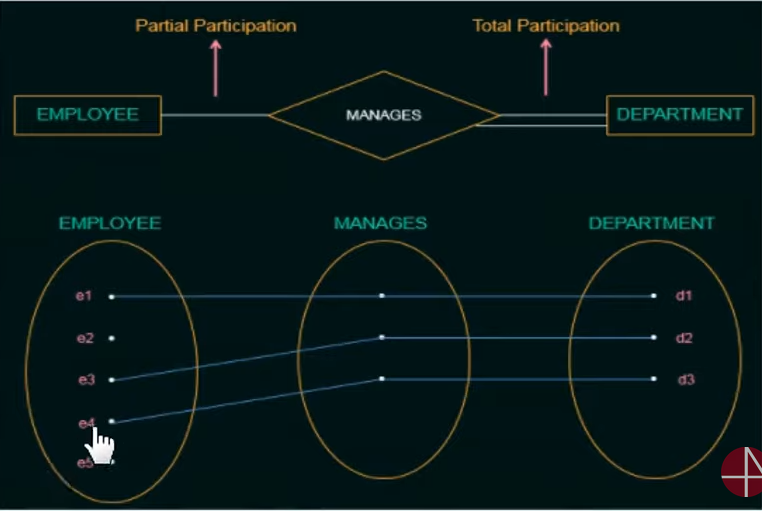 Partial Participation
Total Participation
EMPLOYEE
MANAGES
DEPARTMENT
EMPLOYEE
MANAGES
DEPARTMENT
e1
d1
e2
d2
e3
d3
e4
e5